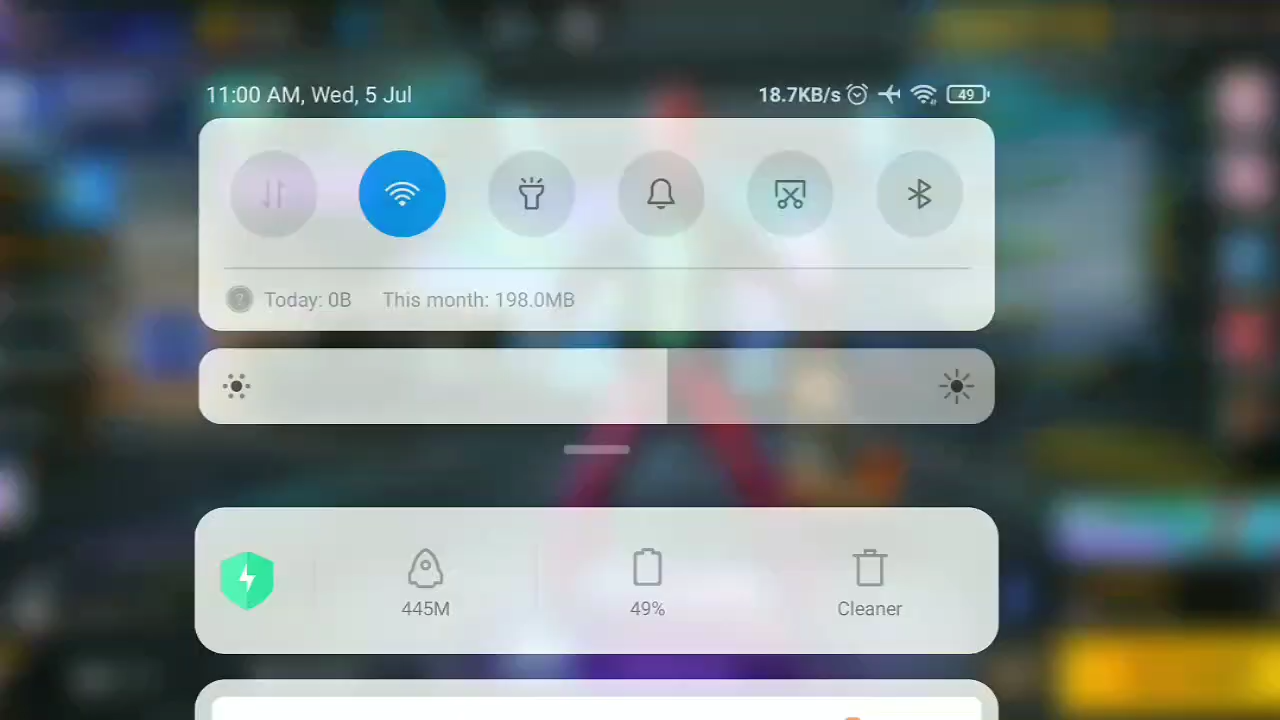 11:00 AM, Wed, 5 Jul 18.7KB/s 49
Today: 0B This month: 198.0MB
445M 49% Cleaner